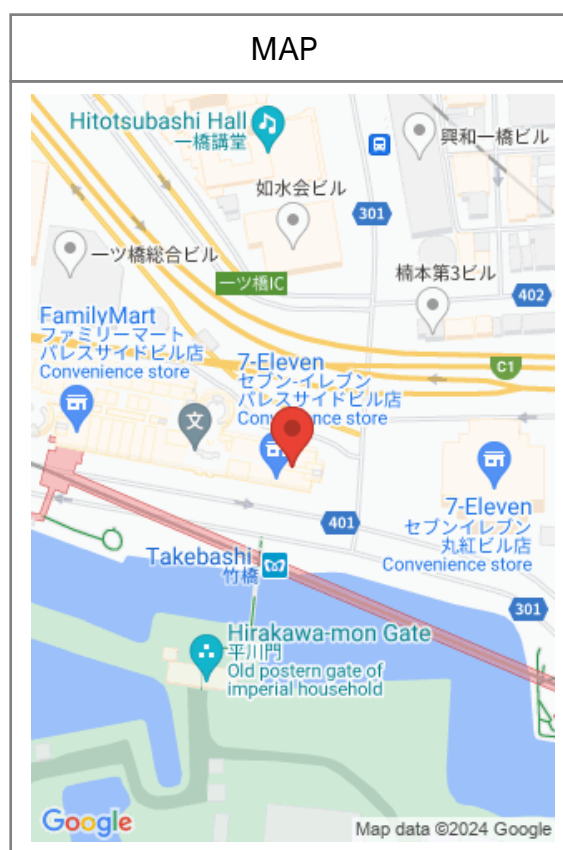 MAP
Hitotsubashi Hall
一橋講堂
興和一橋ビル
如水会ビル
301
一ツ橋総合ビル
楠本第3ビル
一ツ橋IC
402
FamilyMart
ファミリーマート
パレスサイドビル店
Convenience store
7-Eleven
セブン-イレブン
パレスサイドビル店
Convenience store
C1
文
7-Eleven
セブンイレブン
丸紅ビル店
Convenience store
401
Takebashi
竹橋
301
Hirakawa-mon Gate
平川門
Old postern gate of
imperial household
Google
Map data ©2024 Google